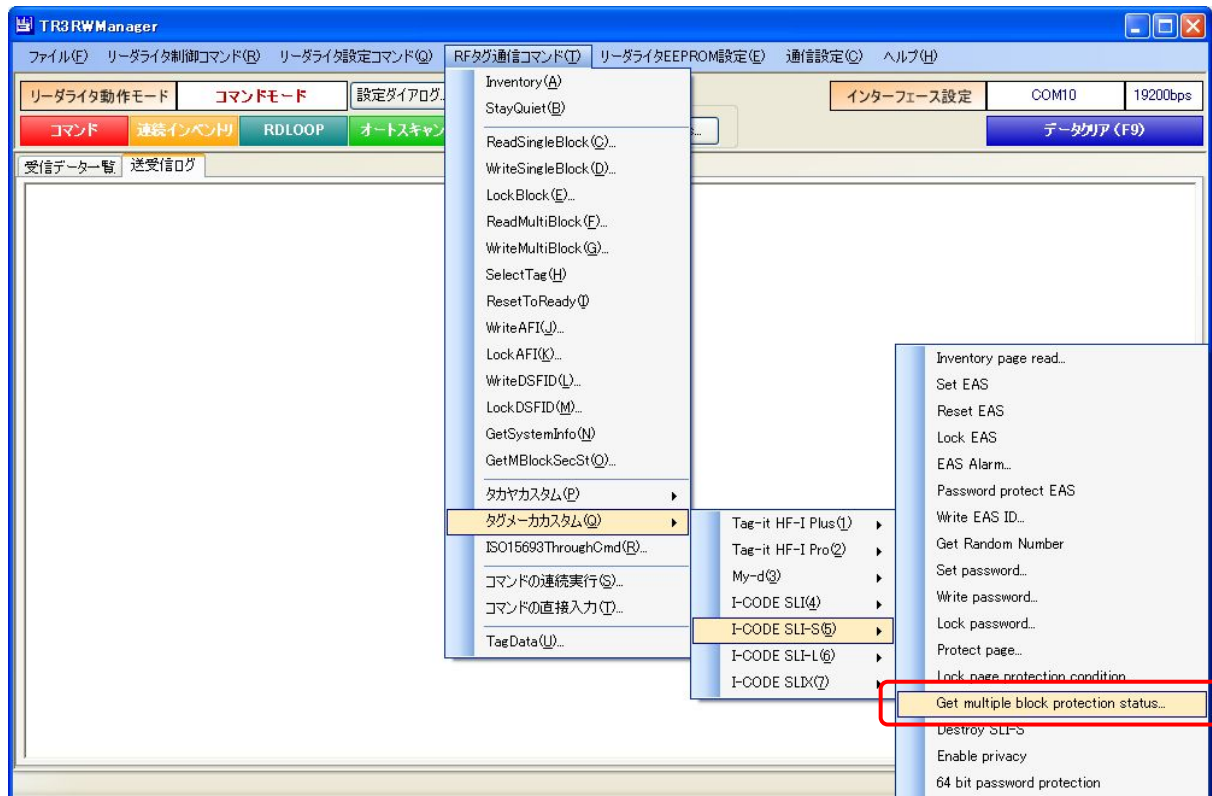 TR3RWManager
ファイル(F) リーダライタ制御コマンド(R) リーダライタ設定コマンド(Q) RFタグ通信コマンド(T) リーダライタEEPROM設定(E) 通信設定(C) ヘルプ(H)
リーダライタ動作モード コマンドモード 設定ダイアログ... インターフェース設定 COM10 19200bps
コマンド 連続インベントリ RDLOOP オートスキャン データクリア(F9)
受信データ一覧 送受信ログ
Inventory(A)
StayQuiet(B)
ReadSingleBlock(C)...
WriteSingleBlock(D)...
LockBlock(E)...
ReadMultiBlock(F)...
WriteMultiBlock(G)...
SelectTag(H)
ResetToReady(I)
WriteAFI(J)...
LockAFI(K)...
WriteDSFID(L)...
LockDSFID(M)...
GetSystemInfo(N)
GetMBlockSecSt(O)...
タカヤカスタム(P)
タグメーカカスタム(Q)
ISO15693ThroughCmd(R)...
コマンドの連続実行(S)...
コマンドの直接入力(T)...
TagData(U)...
Tag-it HF-I Plus(1)
Tag-it HF-I Pro(2)
My-d(3)
I-CODE SLI(4)
I-CODE SLI-S(5)
I-CODE SLI-L(6)
I-CODE SLIX(7)
Inventory page read...
Set EAS
Reset EAS
Lock EAS
EAS Alarm...
Password protect EAS
Write EAS ID...
Get Random Number
Set password...
Write password...
Lock password...
Protect page...
Lock page protection condition
Get multiple block protection status...
Destroy SLI-S
Enable privacy
64 bit password protection